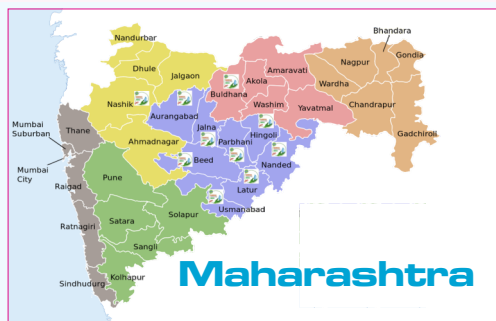 Bhandara
Nandurbar
Dhule
Jalgaon
Amaravati
Nagpur
Gondia
Akola
Wardha
Buldhana
Nashik
Washim
Yavatmal
Chandrapur
Aurangabad
Gadchiroli
Mumbai
Suburban
Thane
Jalna
Hingoli
Parbhani
Ahmadnagar
Beed
Nanded
Mumbai
City
Pune
Raigad
Latur
Usmanabad
Solapur
Satara
Ratnagiri
Sangli
Kolhapur
Sindhudurg
Maharashtra